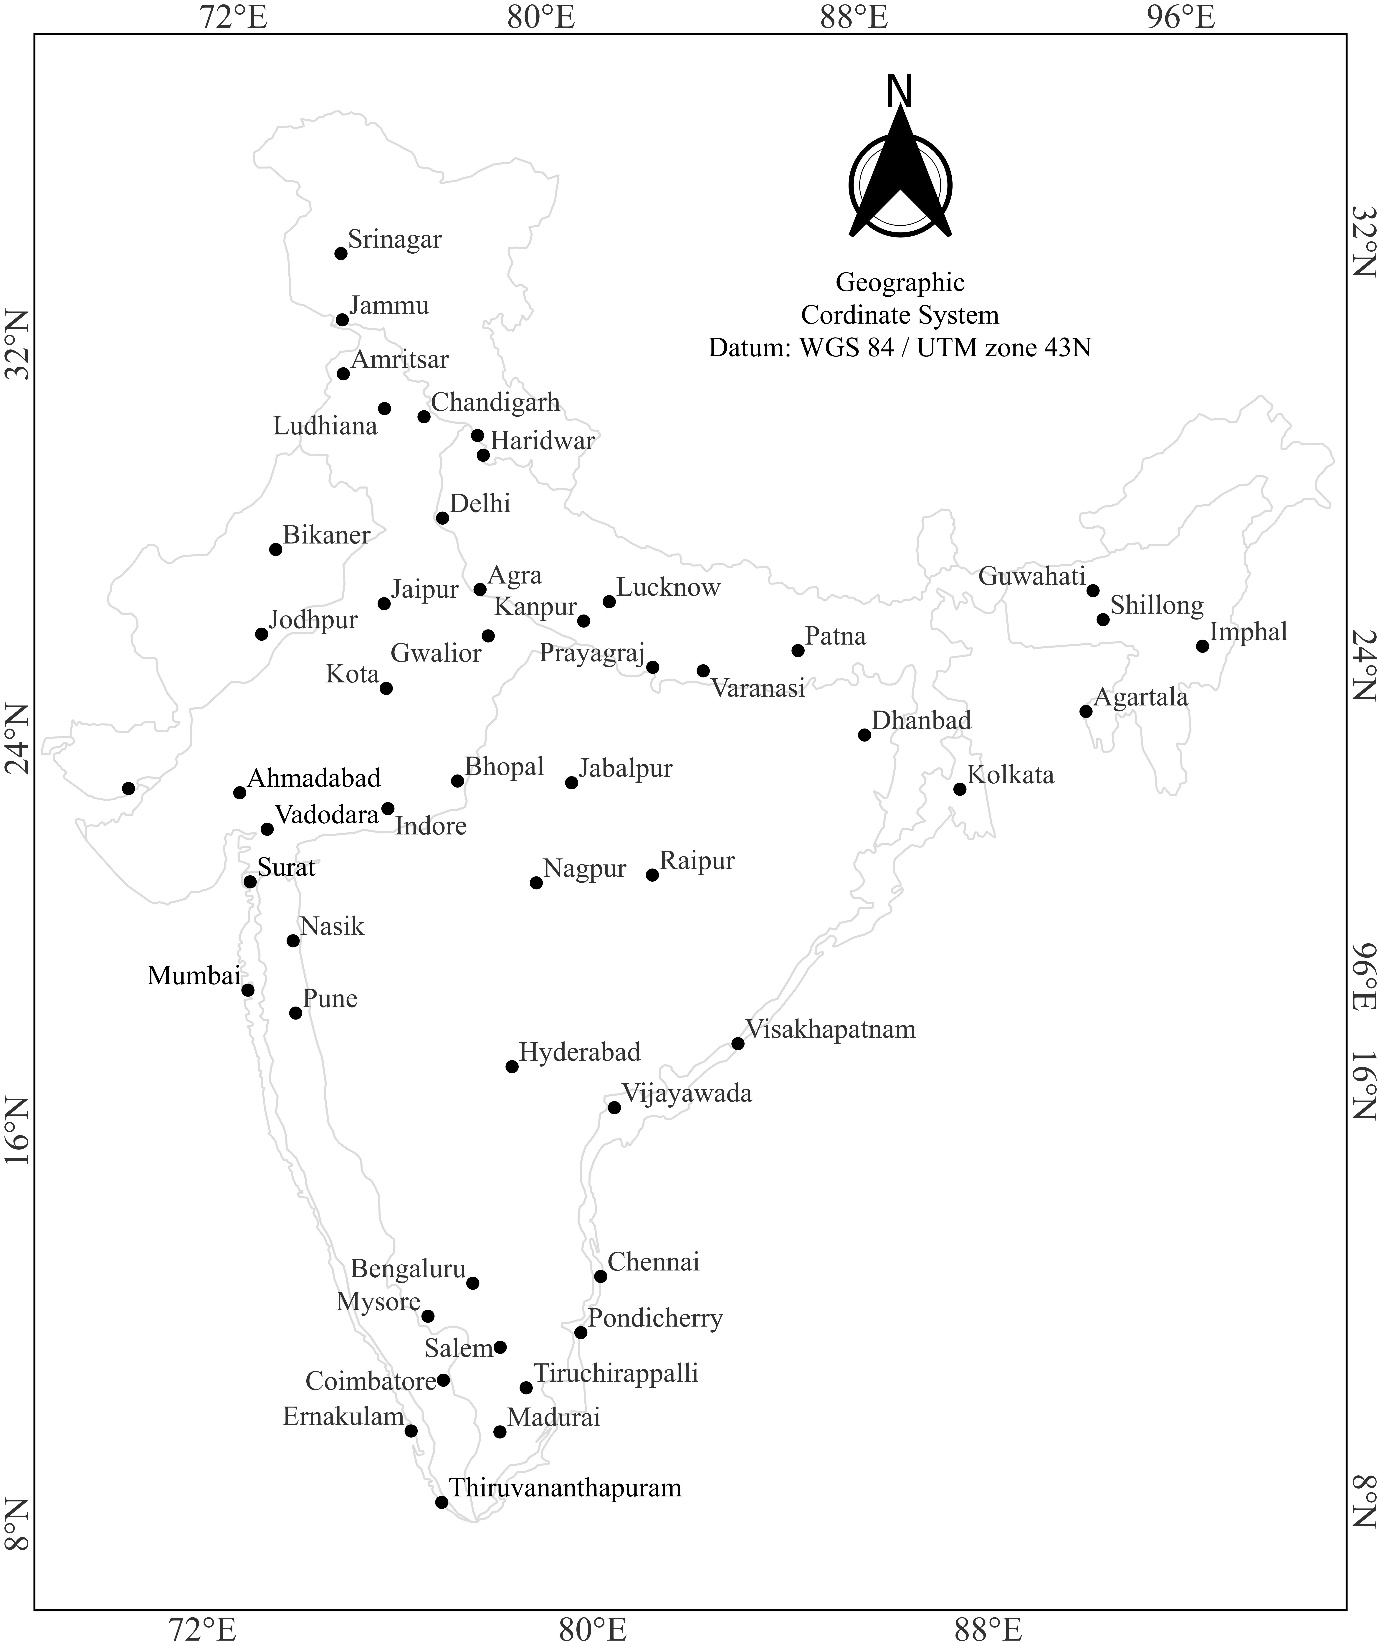 72°E 80°E 88°E 96°E
N
32°N
Srinagar
Geographic
Cordinate System
Datum: WGS 84 / UTM zone 43N
Jammu
32°N
Amritsar
Chandigarh
Ludhiana
Haridwar
Delhi
Bikaner
Agra
Guwahati
Jaipur
Lucknow
Kanpur
Shillong
Jodhpur
Imphal
Patna
Gwalior
Prayagraj
24°N
Kota
Varanasi
Agartala
Dhanbad
24°N
Bhopal
Jabalpur
Kolkata
Ahmadabad
Vadodara
Indore
Surat
Nagpur
Raipur
Nasik
Mumbai
96°E
Pune
Visakhapatnam
Hyderabad
16°N
Vijayawada
16°N
Chennai
Bengaluru
Mysore
Pondicherry
Salem
Tiruchirappalli
Coimbatore
Ernakulam
Madurai
Thiruvananthapuram
8°N
8°N
72°E 80°E 88°E